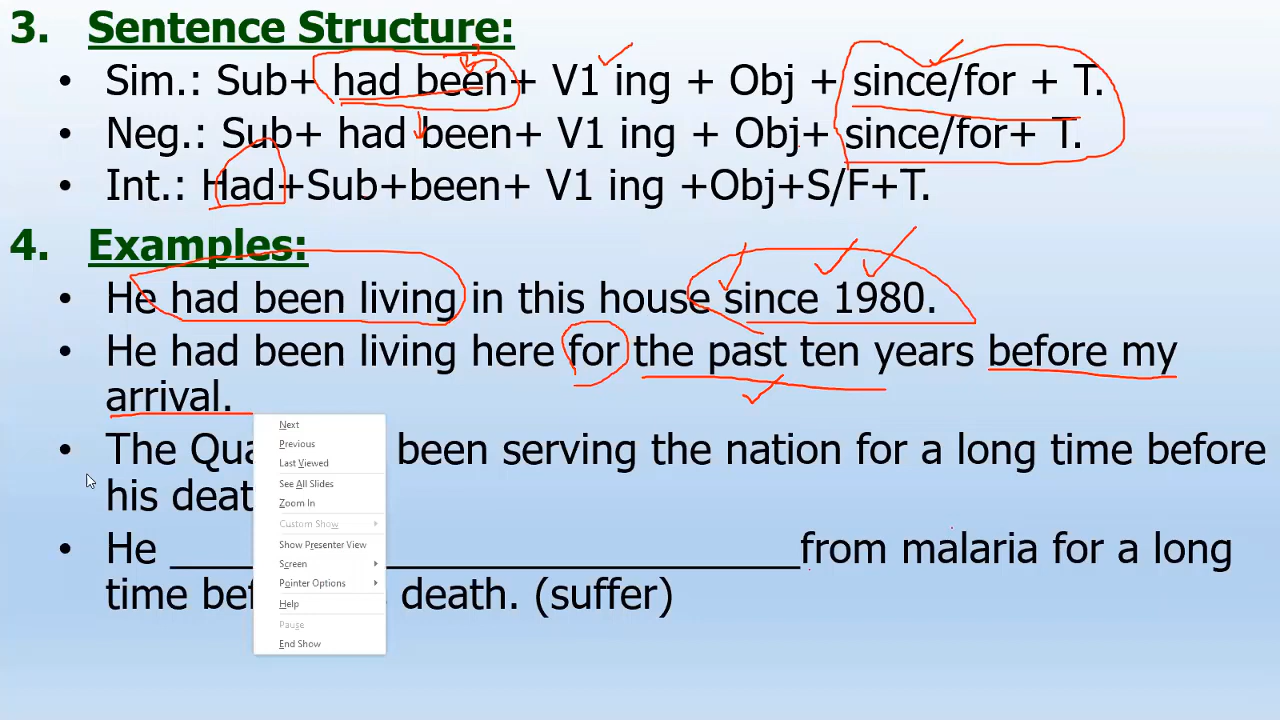 3. Sentence Structure:
• Sim.: Sub+ had been+ V1 ing + Obj + since/for + T.
• Neg.: Sub+ had been+ V1 ing + Obj+ since/for+ T.
• Int.: Had+Sub+been+ V1 ing +Obj+S/F+T.
4. Examples:
• He had been living in this house since 1980.
• He had been living here for the past ten years before my
arrival.
• The Qua been serving the nation for a long time before
his deat
• He ____________________________from malaria for a long
time bef death. (suffer)
Next
Previous
Last Viewed
See All Slides
Zoom In
Custom Show
Show Presenter View
Screen
Pointer Options
Help
Pause
End Show